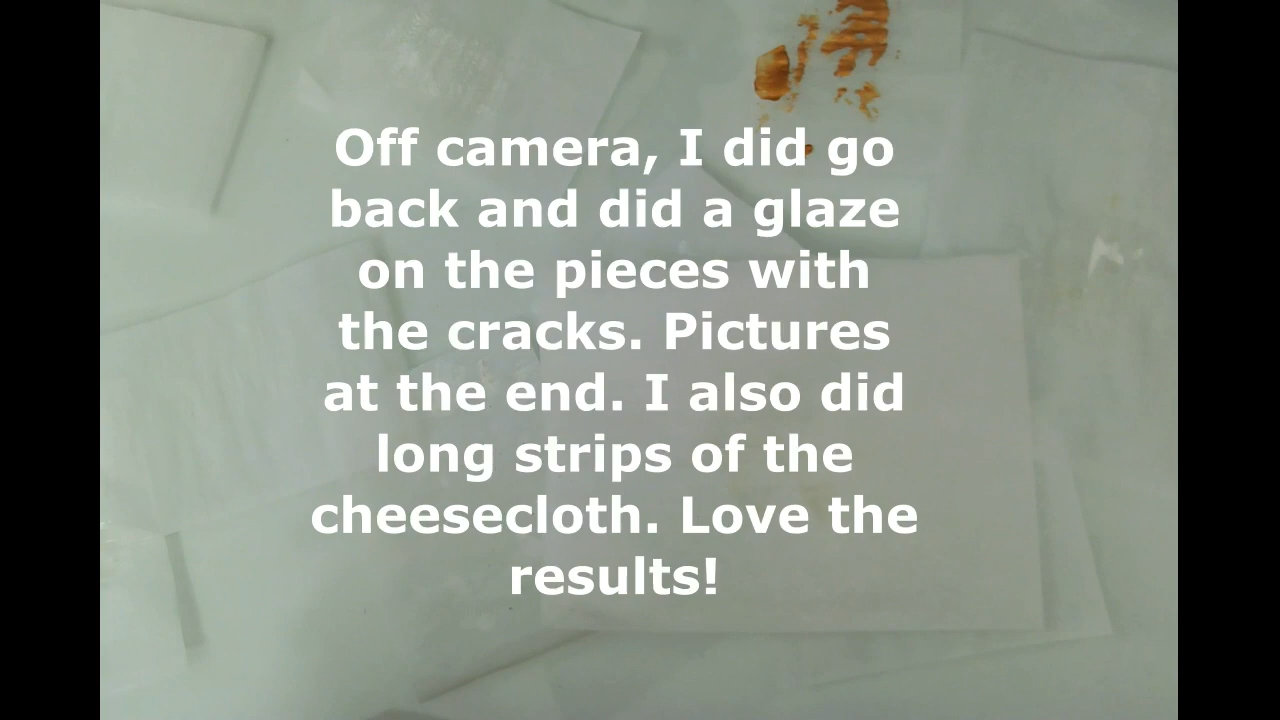 Off camera, I did go
back and did a glaze
on the pieces with
the cracks. Pictures
at the end. I also did
long strips of the
cheesecloth. Love the
results!